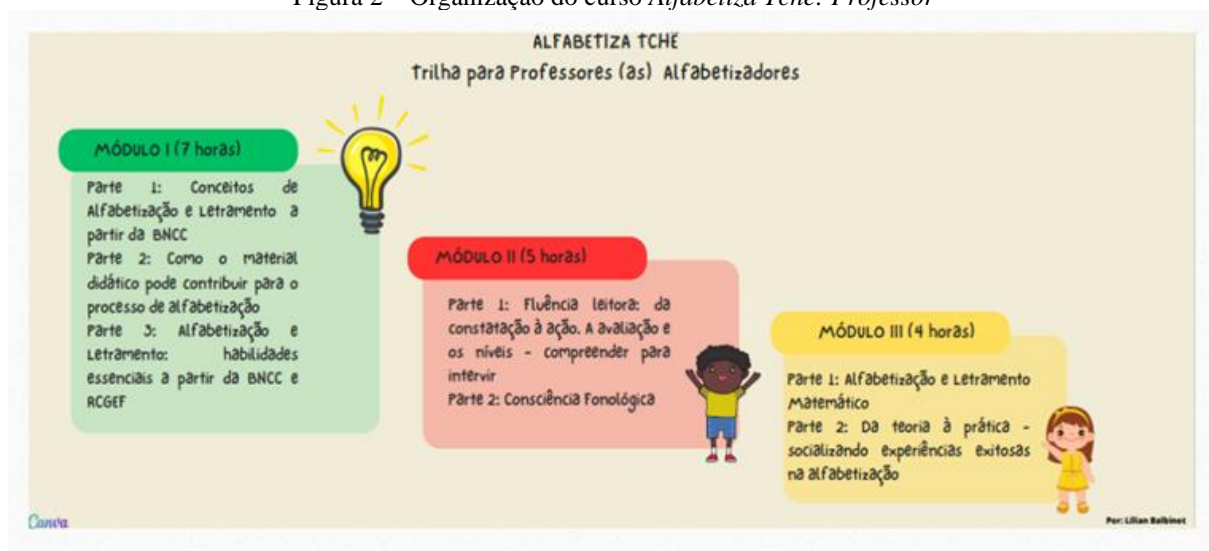 Figura 2 – Organização do curso Alfabetiza Tchê: Professor
ALFABETIZA TCHÊ
Trilha para Professores (as) Alfabetizadores
MÓDULO I (7 horas)
Parte 1: Conceitos de
Alfabetização e Letramento a
partir da BNCC
Parte 2: Como o material
didático pode contribuir para o
processo de alfabetização
Parte 3: Alfabetização e
Letramento: habilidades
essenciais a partir da BNCC e
RCGEF
MÓDULO II (5 horas)
Parte 1: Fluência leitora: da
constatação à ação. A avaliação e
os níveis - compreender para
intervir
Parte 2: Consciência Fonológica
MÓDULO III (4 horas)
Parte 1: Alfabetização e Letramento
Matemático
Parte 2: Da teoria à prática -
socializando experiências exitosas
na alfabetização
Canva
Por: Lilian Balbinot